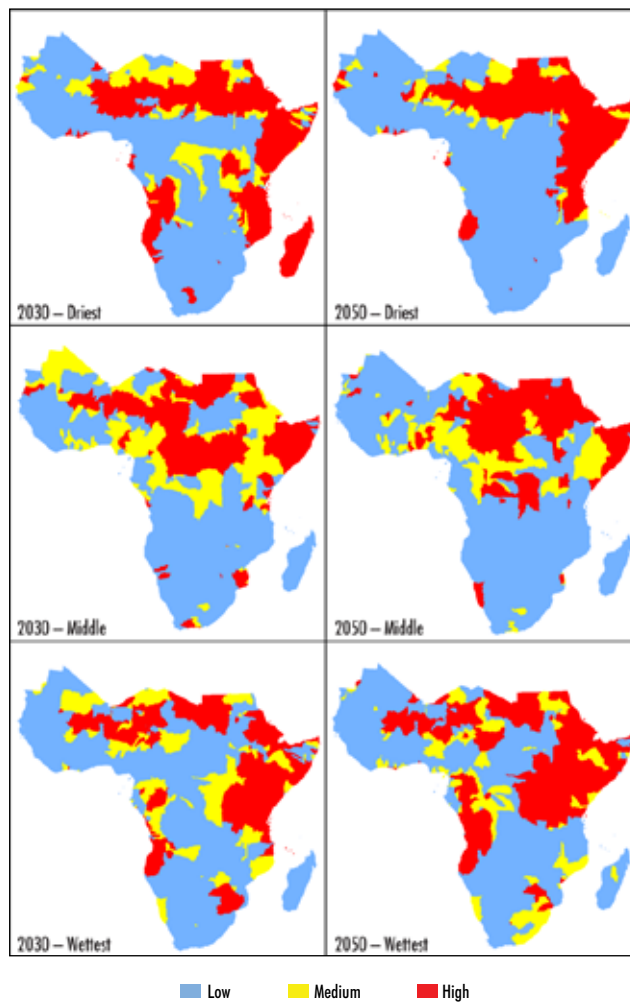 2030 – Driest
2050 – Driest
2030 – Middle
2050 – Middle
2030 – Wettest
2050 – Wettest
Low
Medium
High